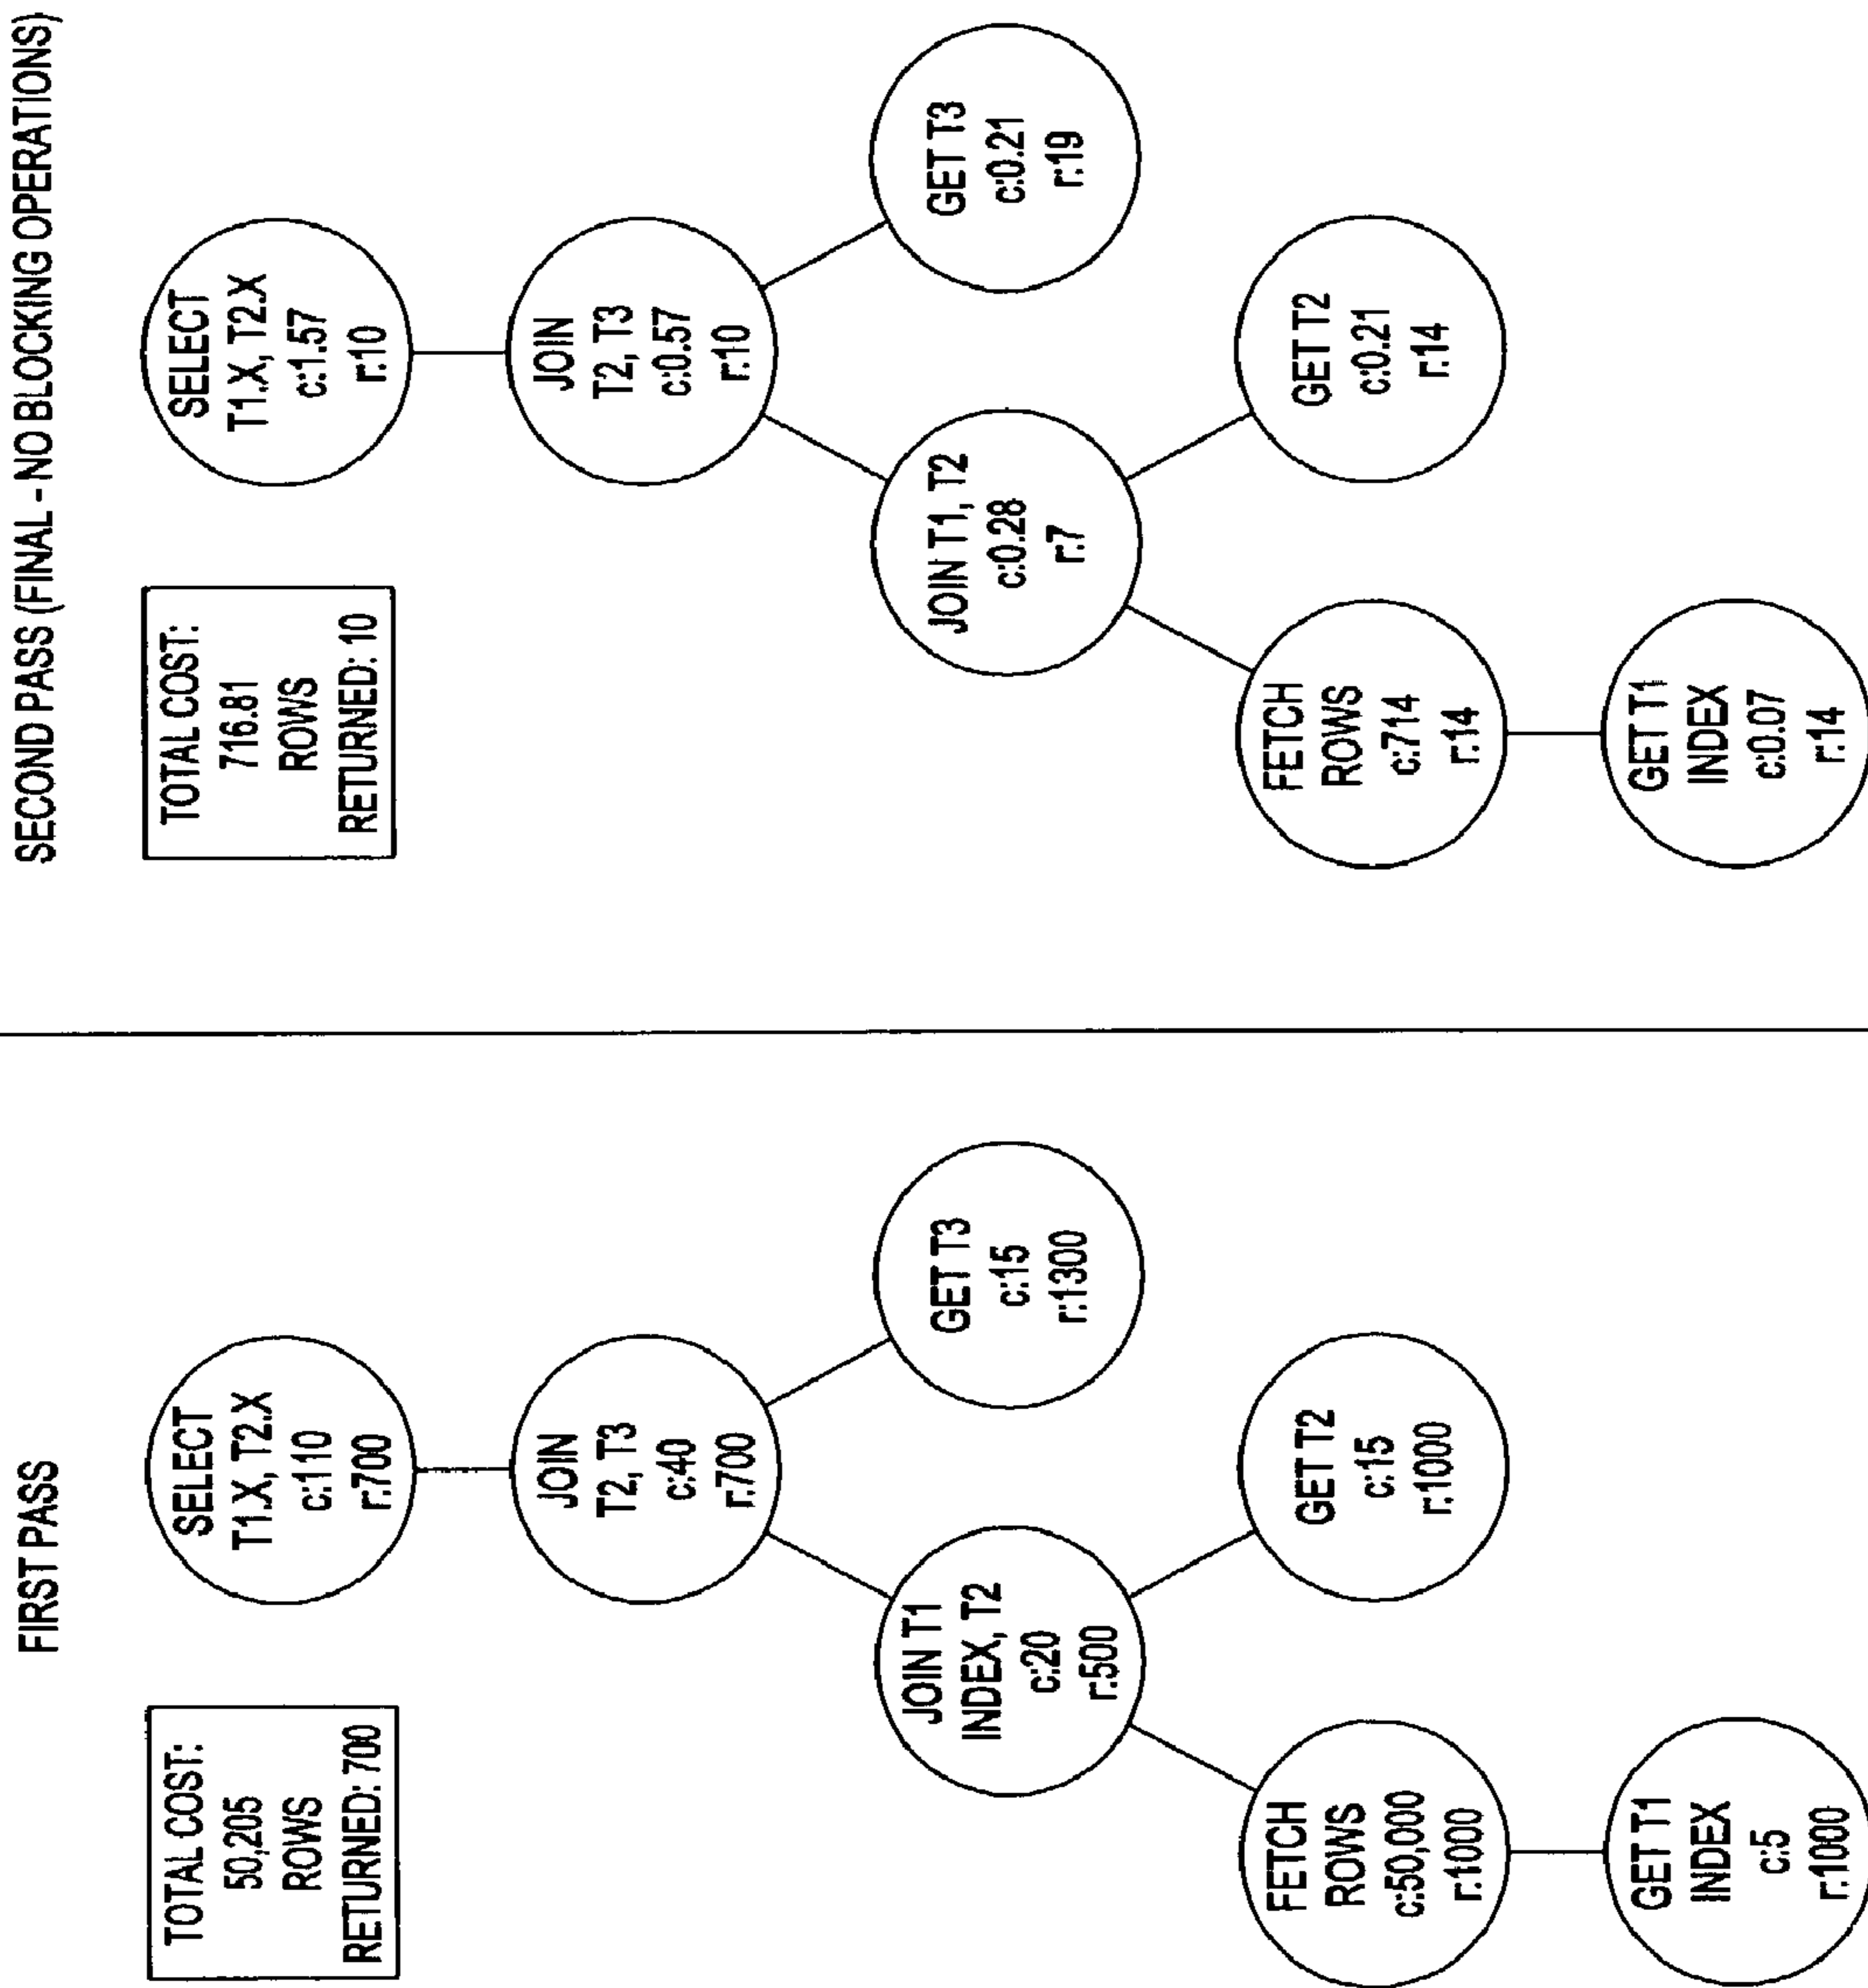 FIRST PASS
TOTAL COST:
50,205
ROWS
RETURNED: 700
SELECT
T1.X, T2.X
c:110
r:700
JOIN
T2, T3
c:40
r:700
JOIN T1
INDEX, T2
c:20
r:500
GET T3
c:15
r:1300
FETCH
ROWS
c:50,000
r:1000
GET T2
c:15
r:1000
GET T1
INDEX
c:5
r:1000
SECOND PASS (FINAL - NO BLOCKING OPERATIONS)
TOTAL COST:
716.81
ROWS
RETURNED: 10
SELECT
T1.X, T2.X
c:1.57
r:10
JOIN
T2, T3
c:0.57
r:10
JOIN T1, T2
c:0.28
r:7
GET T3
c:0.21
r:19
FETCH
ROWS
c:714
r:14
GET T2
c:0.21
r:14
GET T1
INDEX
c:0.07
r:14